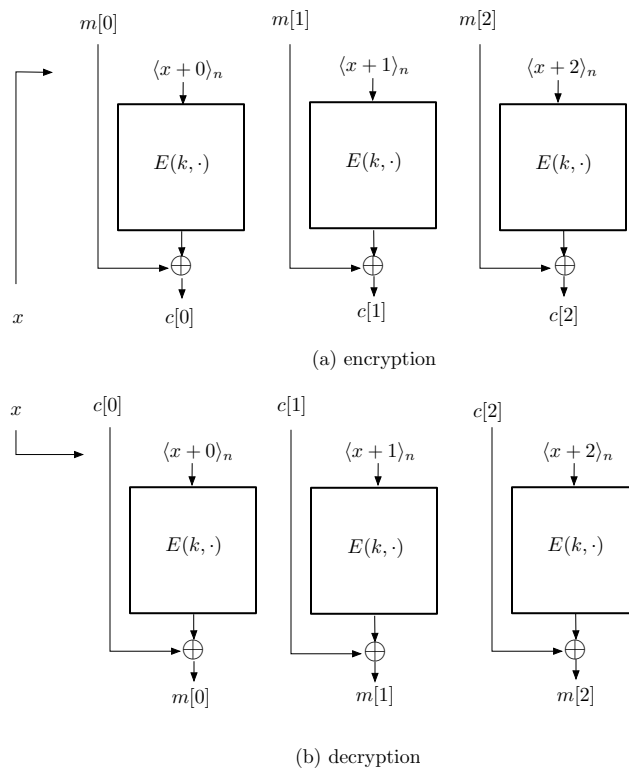 m[0] m[1] m[2]
⟨x + 0⟩ₙ ⟨x + 1⟩ₙ ⟨x + 2⟩ₙ
E(k, ·) E(k, ·) E(k, ·)
x c[0] c[1] c[2]
(a) encryption
x c[0] c[1] c[2]
⟨x + 0⟩ₙ ⟨x + 1⟩ₙ ⟨x + 2⟩ₙ
E(k, ·) E(k, ·) E(k, ·)
m[0] m[1] m[2]
(b) decryption